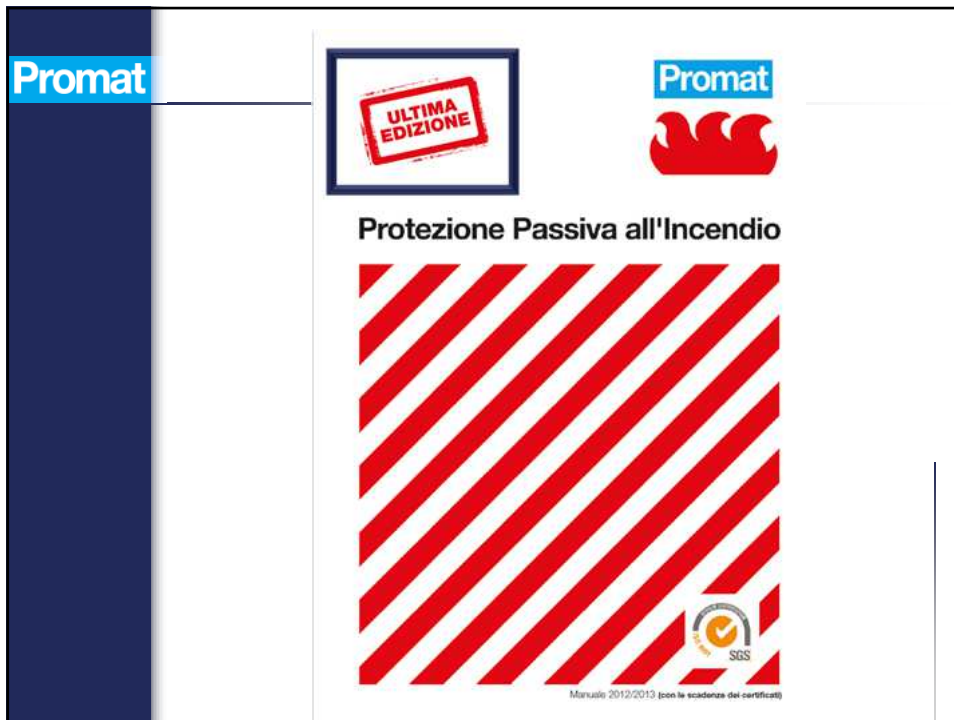 Promat
ULTIMA
EDIZIONE
Promat
Protezione Passiva all'Incendio
SGS
Manuale 2012/2013 (con le scadenze dei certificati)